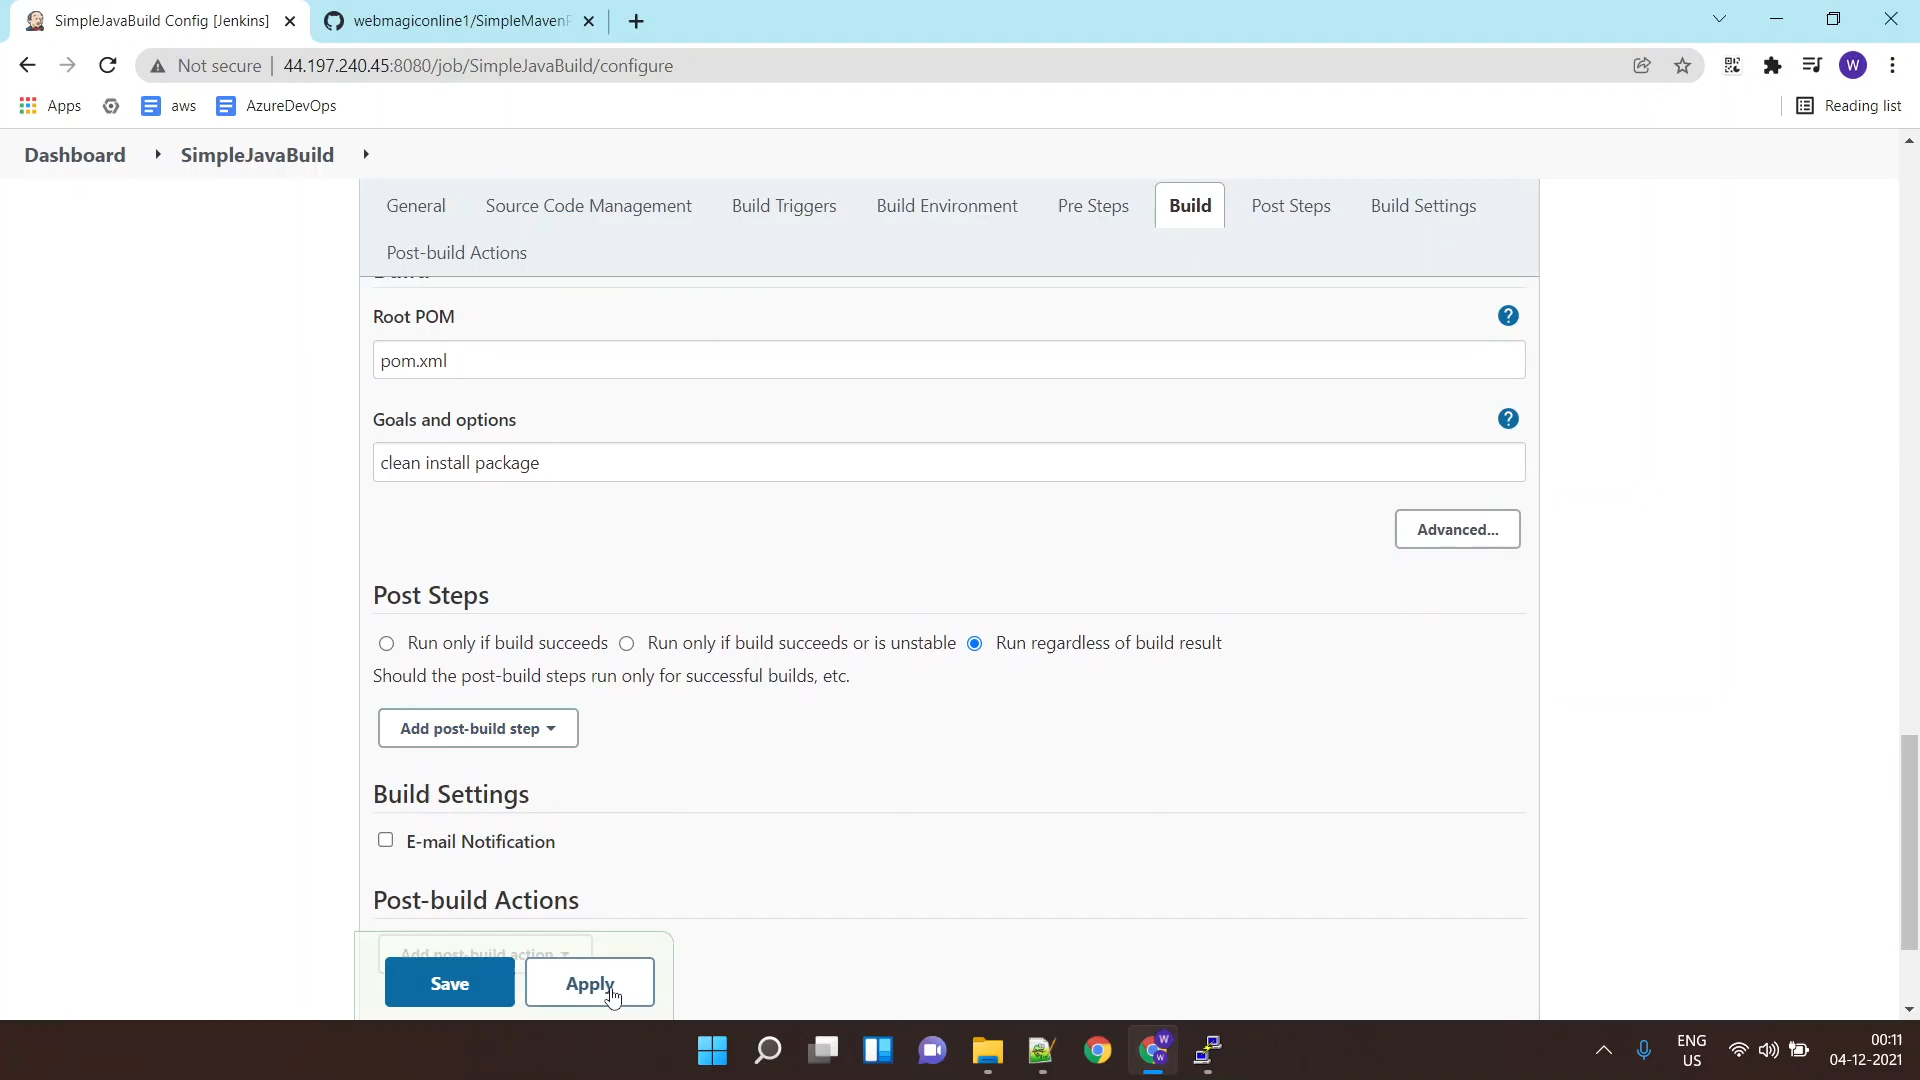 SimpleJavaBuild Config [Jenkins]
webmagiconline1/SimpleMaven
Not secure
44.197.240.45:8080/job/SimpleJavaBuild/configure
W
Apps
aws
AzureDevOps
Reading list
Dashboard
SimpleJavaBuild
General
Source Code Management
Build Triggers
Build Environment
Pre Steps
Build
Post Steps
Build Settings
Post-build Actions
Root POM
?
pom.xml
Goals and options
?
clean install package
Advanced...
Post Steps
Run only if build succeeds
Run only if build succeeds or is unstable
Run regardless of build result
Should the post-build steps run only for successful builds, etc.
Add post-build step
Build Settings
E-mail Notification
Post-build Actions
Add post-build action
Save
Apply
W
W
ENG
US
00:11
04-12-2021